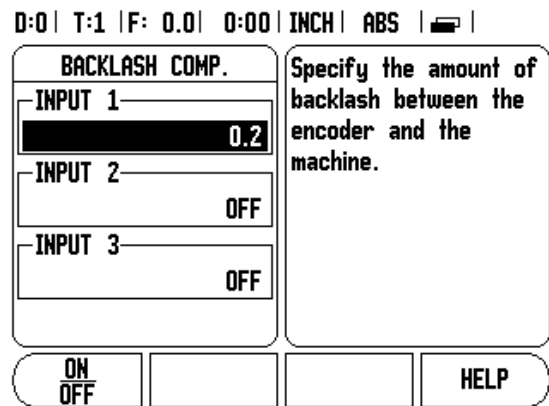 D:0 | T:1 | F: 0.0 | 0:00 | INCH | ABS | |
BACKLASH COMP.
INPUT 1
0.2
INPUT 2
OFF
INPUT 3
OFF
Specify the amount of
backlash between the
encoder and the
machine.
ON
OFF
HELP